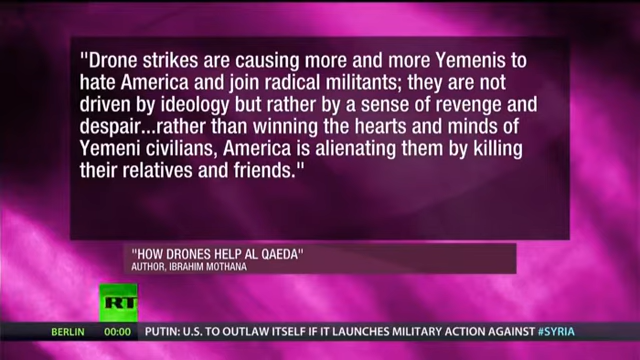 "Drone strikes are causing more and more Yemenis to
hate America and join radical militants; they are not
driven by ideology but rather by a sense of revenge and
despair...rather than winning the hearts and minds of
Yemeni civilians, America is alienating them by killing
their relatives and friends."
"HOW DRONES HELP AL QAEDA"
AUTHOR, IBRAHIM MOTHANA
RT
BERLIN 00:00 PUTIN: U.S. TO OUTLAW ITSELF IF IT LAUNCHES MILITARY ACTION AGAINST #SYRIA